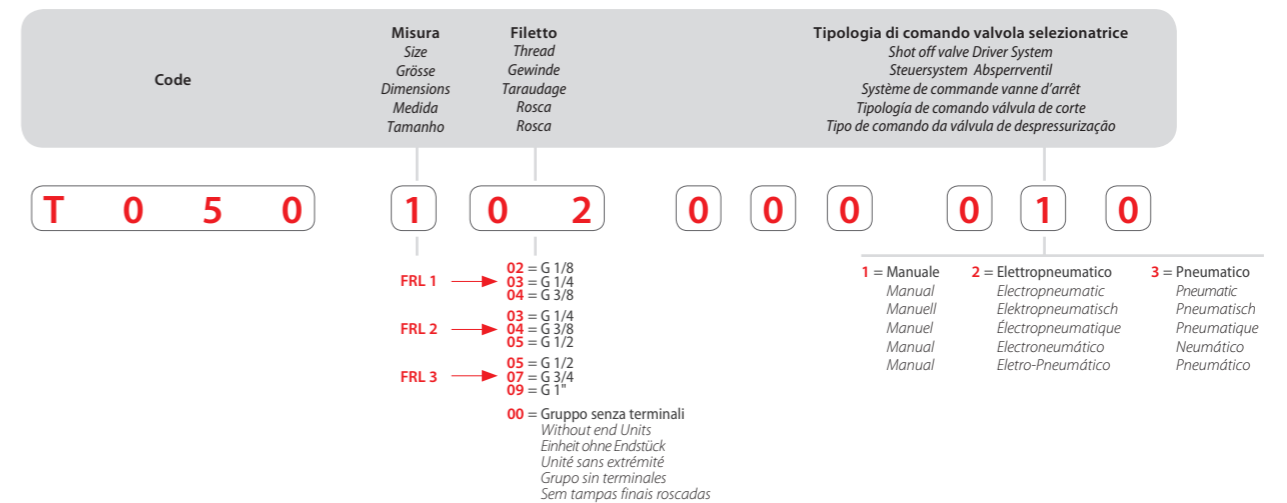 Code
Misura
Size
Grösse
Dimensions
Medida
Tamanho
Filetto
Thread
Gewinde
Taraudage
Rosca
Rosca
Tipologia di comando valvola selezionatrice
Shot off valve Driver System
Steuersystem Absperrventil
Système de commande vanne d'arrêt
Tipología de comando válvula de corte
Tipo de comando da válvula de despressurização
T 0 5 0 1 0 2 0 0 0 0 1 0
FRL 1
02 = G 1/8
03 = G 1/4
04 = G 3/8
FRL 2
03 = G 1/4
04 = G 3/8
05 = G 1/2
FRL 3
05 = G 1/2
07 = G 3/4
09 = G 1"
00 = Gruppo senza terminali
Without end Units
Einheit ohne Endstück
Unité sans extrémité
Grupo sin terminales
Sem tampas finais roscadas
1 = Manuale
Manual
Manuell
Manuel
Manual
Manual
2 = Elettropneumatico
Electropneumatic
Elektropneumatisch
Électropneumatique
Electroneumático
Eletro-Pneumático
3 = Pneumatico
Pneumatic
Pneumatisch
Pneumatique
Neumático
Pneumático